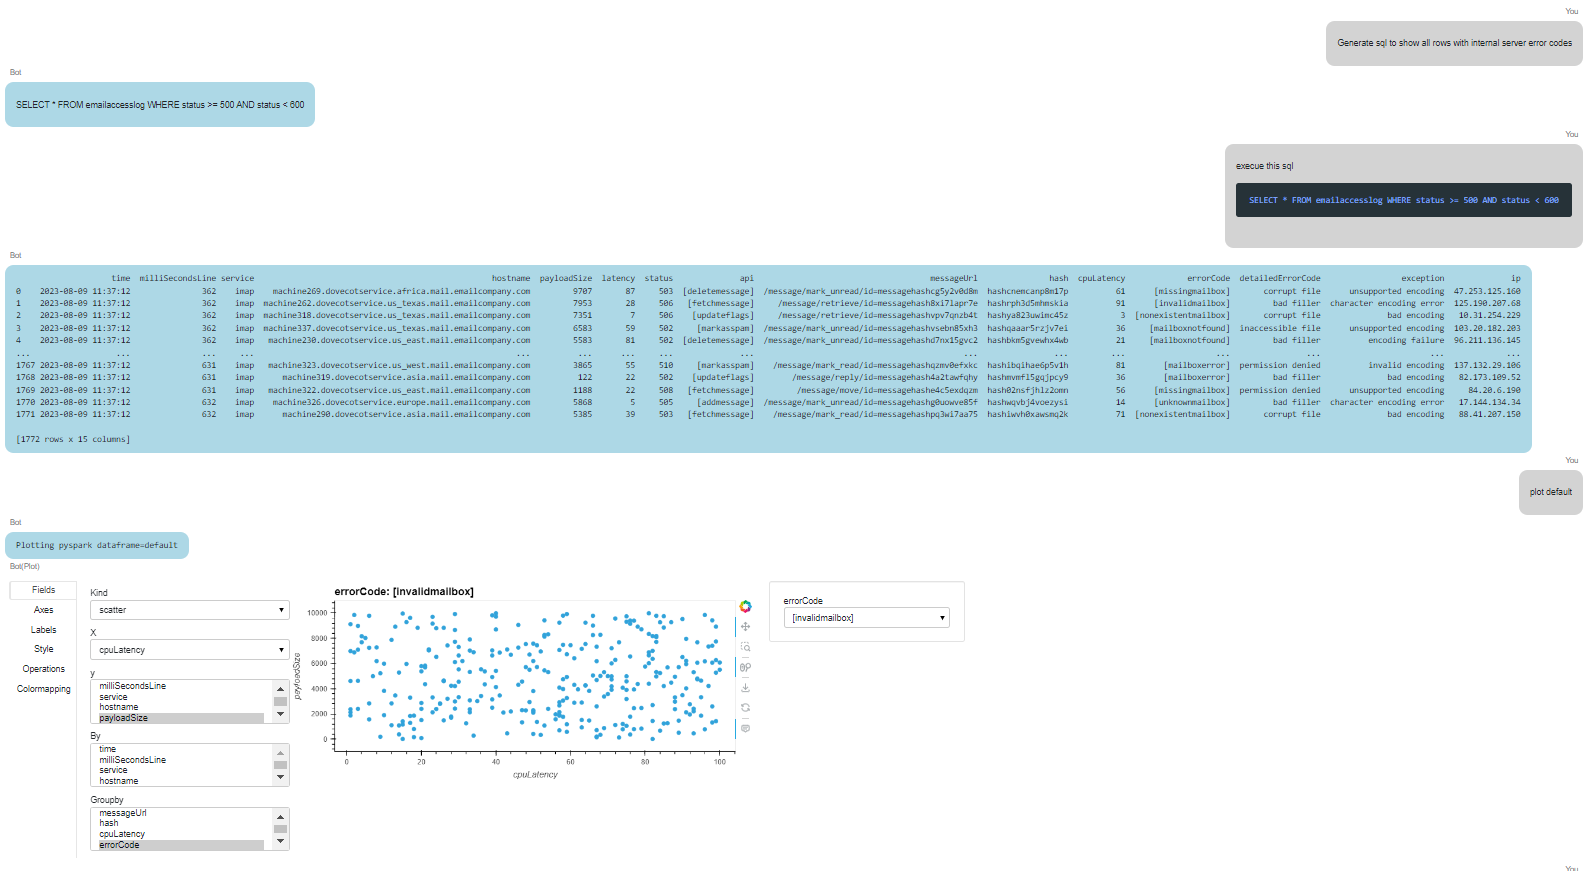 You
Generate sql to show all rows with internal server error codes
Bot
SELECT * FROM emailaccesslog WHERE status >= 500 AND status < 600
You
execue this sql
SELECT * FROM emailaccesslog WHERE status >= 500 AND status < 600
Bot
time milliSecondsLine service hostname payloadSize latency status api messageUrl hash cpuLatency errorCode detailedErrorCode exception ip
0 2023-08-09 11:37:12 362 imap machine269.dovecotservice.africa.mail.emailcompany.com 9707 87 503 [deletemessage] /message/mark_unread/id=messagehashcg5y2v0d8m hashcnemcanp8m17p 61 [missingmailbox] corrupt file unsupported encoding 47.253.125.160
1 2023-08-09 11:37:12 362 imap machine262.dovecotservice.us_texas.mail.emailcompany.com 7953 28 506 [fetchmessage] /message/retrieve/id=messagehash8xi7lapr7e hashrph3d5mhmskia 91 [invalidmailbox] bad filler character encoding error 125.190.207.68
2 2023-08-09 11:37:12 362 imap machine318.dovecotservice.us_texas.mail.emailcompany.com 7351 7 506 [updateflags] /message/retrieve/id=messagehashvpv7qnzb4t hashya823uwimc45z 3 [nonexistentmailbox] corrupt file bad encoding 10.31.254.229
3 2023-08-09 11:37:12 362 imap machine337.dovecotservice.us_texas.mail.emailcompany.com 6583 59 502 [markasspam] /message/mark_unread/id=messagehashvsebn85xh3 hashqaaar5rzjv7ei 36 [mailboxnotfound] inaccessible file unsupported encoding 103.20.182.203
4 2023-08-09 11:37:12 362 imap machine230.dovecotservice.us_east.mail.emailcompany.com 5583 81 502 [deletemessage] /message/mark_unread/id=messagehashd7nx15gvc2 hashbkm5gvewhx4wb 21 [mailboxnotfound] bad filler encoding failure 96.211.136.145
... ... ... ... ... ... ... ... ... ... ... ... ... ... ... ...
1767 2023-08-09 11:37:12 631 imap machine323.dovecotservice.us_west.mail.emailcompany.com 3865 55 510 [markasspam] /message/mark_read/id=messagehashqzmv0efxkc hashibqihae6p5v1h 81 [mailboxerror] permission denied invalid encoding 137.132.29.106
1768 2023-08-09 11:37:12 631 imap machine319.dovecotservice.asia.mail.emailcompany.com 122 22 502 [updateflags] /message/reply/id=messagehash4a2tawfqhy hashmvmfl5gqjpcy9 36 [mailboxerror] bad filler bad encoding 82.173.109.52
1769 2023-08-09 11:37:12 631 imap machine322.dovecotservice.us_east.mail.emailcompany.com 1188 22 508 [fetchmessage] /message/move/id=messagehashe4c5exdqzm hash02nsfjhlz2omn 56 [missingmailbox] permission denied unsupported encoding 84.20.6.190
1770 2023-08-09 11:37:12 632 imap machine326.dovecotservice.europe.mail.emailcompany.com 5868 5 505 [addmessage] /message/mark_read/id=messagehashg0uowve85f hashwqvbj4voezysi 14 [unknownmailbox] bad filler character encoding error 17.144.134.34
1771 2023-08-09 11:37:12 632 imap machine290.dovecotservice.asia.mail.emailcompany.com 5385 39 503 [fetchmessage] /message/mark_read/id=messagehashpq3wi7aa75 hashiwvh0xawsmq2k 71 [nonexistentmailbox] corrupt file bad encoding 88.41.207.150
[1772 rows x 15 columns]
You
plot default
Bot
Plotting pyspark dataframe=default
Bot(Plot)
Fields
Axes
Labels
Style
Operations
Colormapping
Kind
scatter
X
cpuLatency
y
milliSecondsLine
service
hostname
payloadSize
By
time
milliSecondsLine
service
hostname
Groupby
messageUrl
hash
cpuLatency
errorCode
errorCode: [invalidmailbox]
10000
8000
6000
4000
2000
0
payloadSize
0 20 40 60 80 100
cpuLatency
errorCode
[invalidmailbox]
You